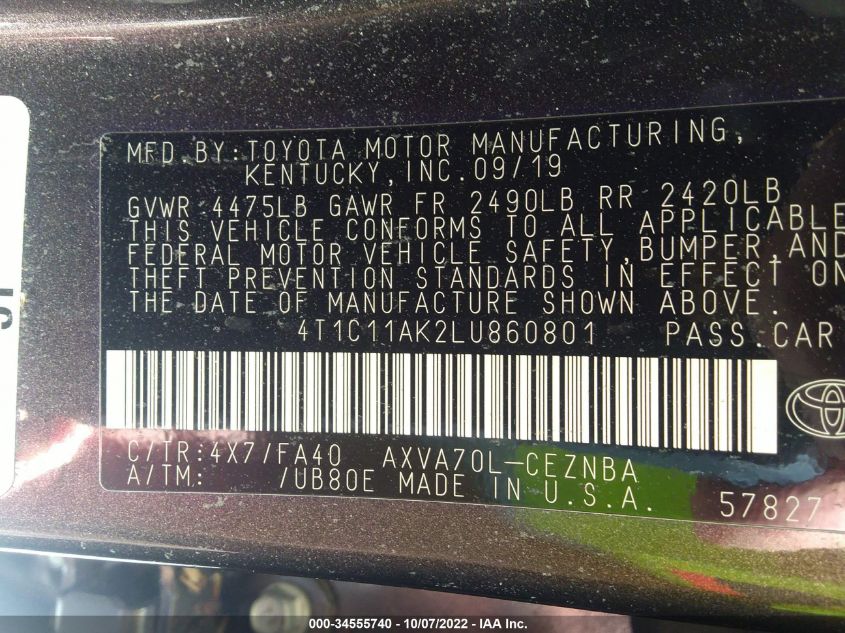 MFD.BY:TOYOTA MOTOR MANUFACTURING,
KENTUCKY,INC.09/19
GVWR 4475LB GAWR FR 2490LB RR 2420LB
THIS VEHICLE CONFORMS TO ALL APPLICABLE
FEDERAL MOTOR VEHICLE SAFETY,BUMPER,AND
THEFT PREVENTION STANDARDS IN EFFECT ON
THE DATE OF MANUFACTURE SHOWN ABOVE.
4T1C11AK2LU860801 PASS.CAR
C/TR:4X7/FA40 AXVA70L-CEZNBA
A/TM: /UB80E MADE IN U.S.A. 57827
000-34555740 - 10/07/2022 - IAA Inc.